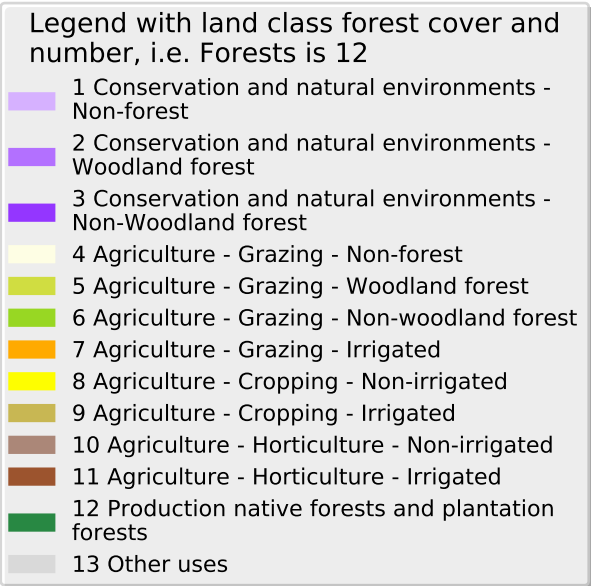 Legend with land class forest cover and
number, i.e. Forests is 12
1 Conservation and natural environments -
Non-forest
2 Conservation and natural environments -
Woodland forest
3 Conservation and natural environments -
Non-Woodland forest
4 Agriculture - Grazing - Non-forest
5 Agriculture - Grazing - Woodland forest
6 Agriculture - Grazing - Non-woodland forest
7 Agriculture - Grazing - Irrigated
8 Agriculture - Cropping - Non-irrigated
9 Agriculture - Cropping - Irrigated
10 Agriculture - Horticulture - Non-irrigated
11 Agriculture - Horticulture - Irrigated
12 Production native forests and plantation
forests
13 Other uses